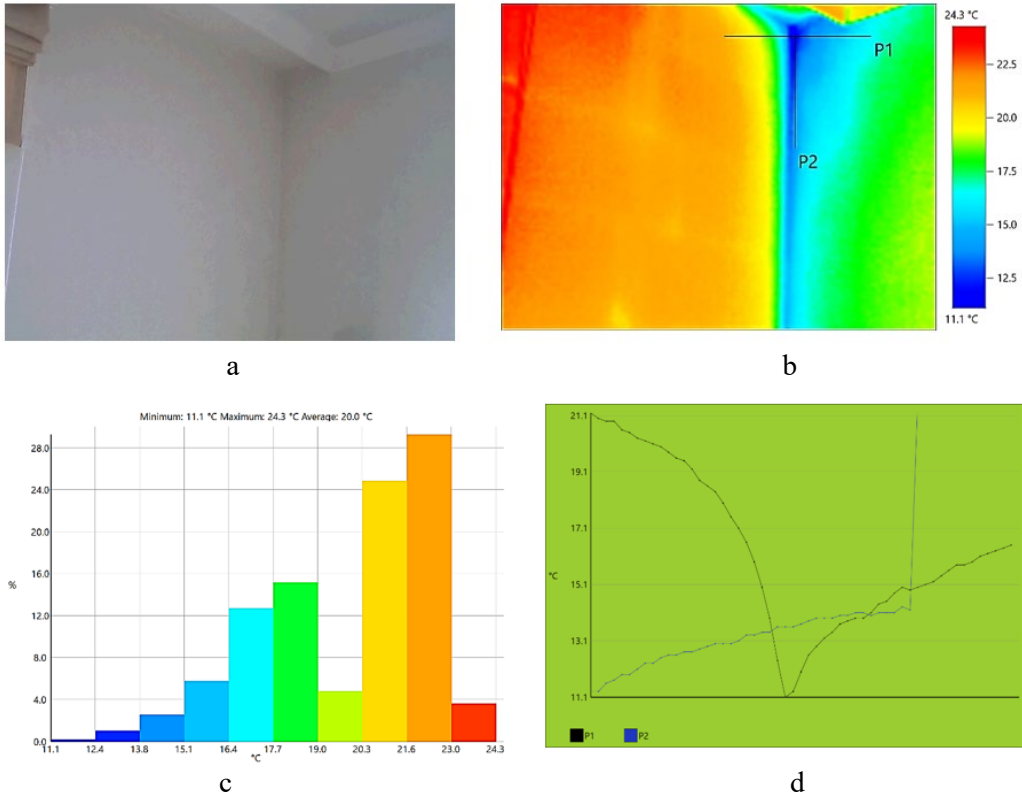 24.3 °C
22.5
20.0
17.5
15.0
12.5
11.1 °C
P1
P2
a
b
Minimum: 11.1 °C Maximum: 24.3 °C Average: 20.0 °C
28.0
24.0
20.0
16.0
12.0
8.0
4.0
0.0
%
11.1 12.4 13.8 15.1 16.4 17.7 19.0 20.3 21.6 23.0 24.3
°C
21.1
19.1
17.1
15.1
13.1
11.1
°C
P1 P2
c
d